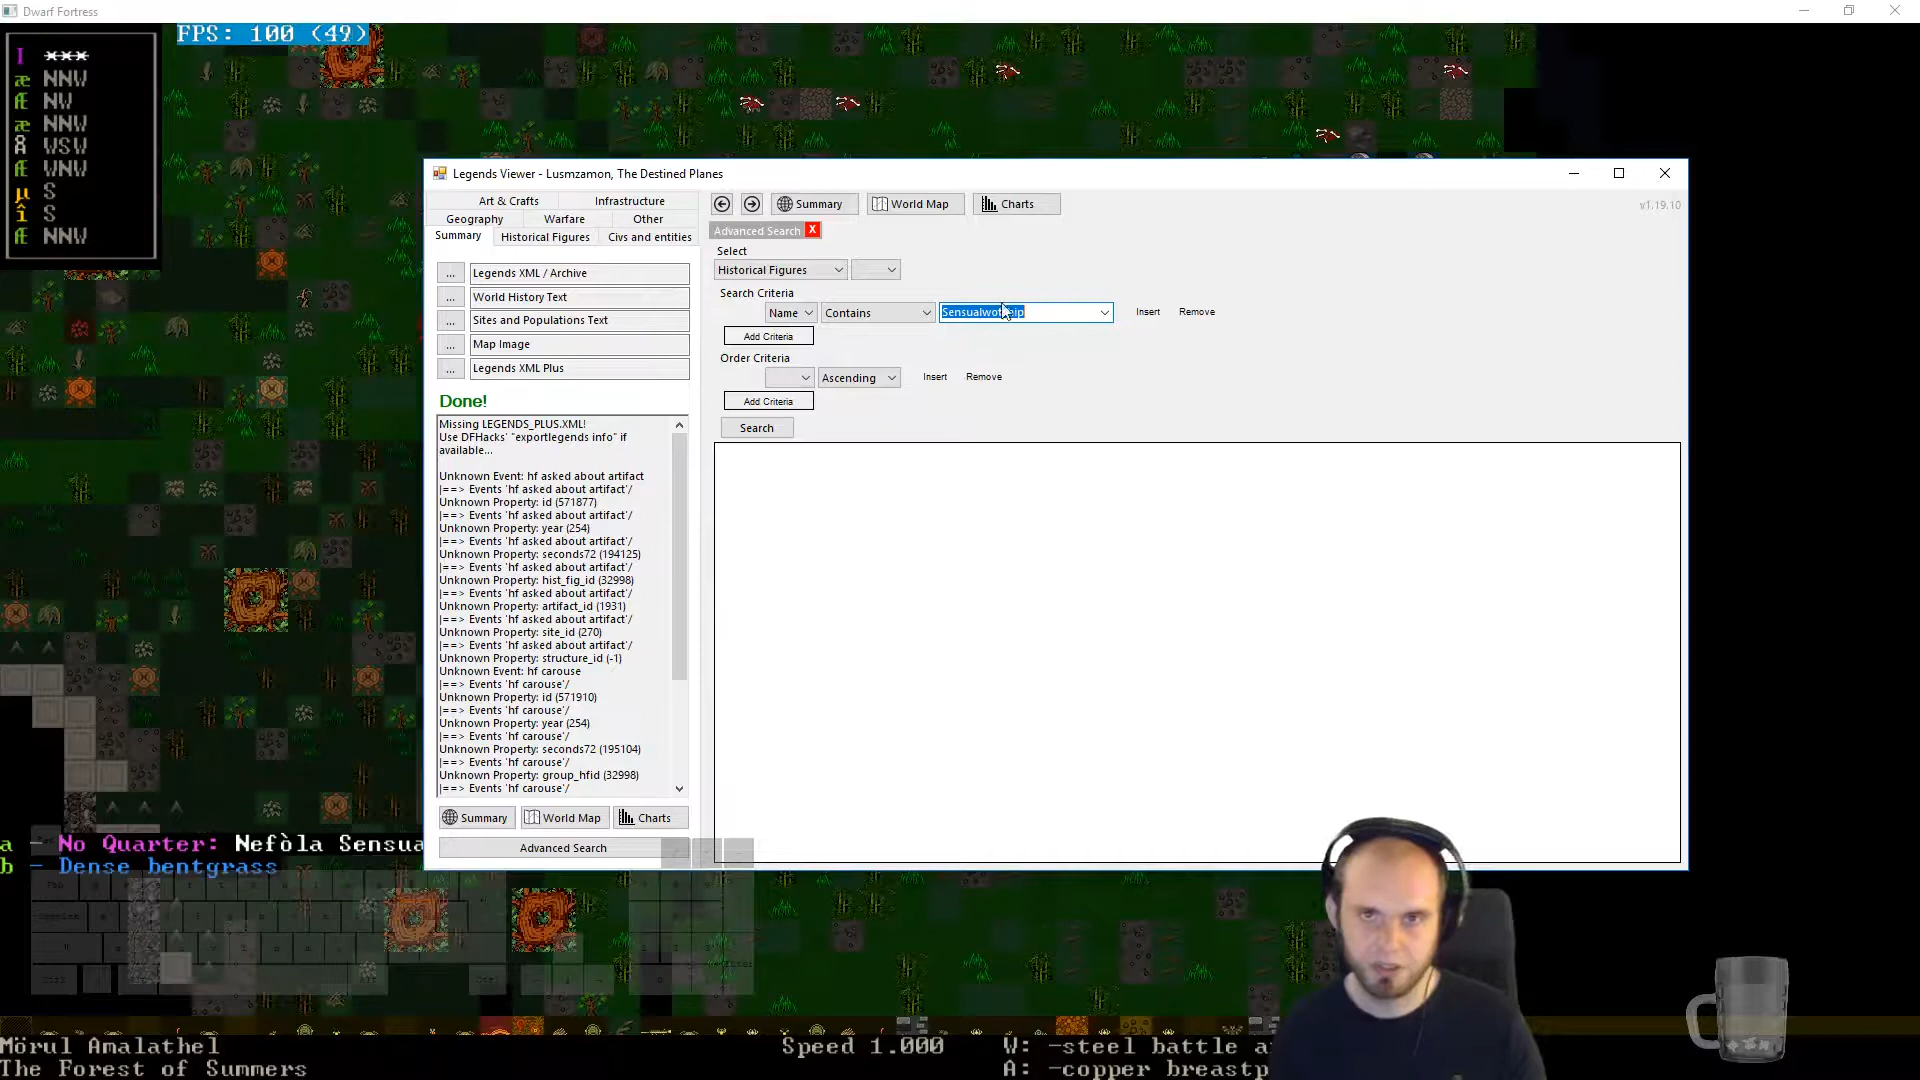 Dwarf Fortress
FPS: 100 (49)
I ***
æ NNW
Æ NW
æ NNW
WSW
Æ WNW
µ S
î S
Æ NNW
Legends Viewer - Lusmzamon, The Destined Planes
Art & Crafts Infrastructure
Geography Warfare Other
Summary Historical Figures Civs and entities
... Legends XML / Archive
... World History Text
... Sites and Populations Text
... Map Image
... Legends XML Plus
Done!
Missing LEGENDS_PLUS.XML!
Use DFHacks' "exportlegends info" if
available...
Unknown Event: hf asked about artifact
|==> Events 'hf asked about artifact'/
Unknown Property: id (571877)
|==> Events 'hf asked about artifact'/
Unknown Property: year (254)
|==> Events 'hf asked about artifact'/
Unknown Property: seconds72 (194125)
|==> Events 'hf asked about artifact'/
Unknown Property: hist_fig_id (32998)
|==> Events 'hf asked about artifact'/
Unknown Property: artifact_id (1931)
|==> Events 'hf asked about artifact'/
Unknown Property: site_id (270)
|==> Events 'hf asked about artifact'/
Unknown Property: structure_id (-1)
Unknown Event: hf carouse
|==> Events 'hf carouse'/
Unknown Property: id (571910)
|==> Events 'hf carouse'/
Unknown Property: year (254)
|==> Events 'hf carouse'/
Unknown Property: seconds72 (195104)
|==> Events 'hf carouse'/
Unknown Property: group_hfid (32998)
|==> Events 'hf carouse'/
Summary World Map Charts
Advanced Search
Summary World Map Charts
v1.19.10
Advanced Search X
Select
Historical Figures
Search Criteria
Name Contains Insert Remove
Add Criteria
Order Criteria
Ascending Insert Remove
Add Criteria
Search
a - No Quarter: Nefòla Sensua
b - Dense bentgrass
Mörul Amalathel
The Forest of Summers
Speed 1.000
W: -steel battle a
A: -copper breastp